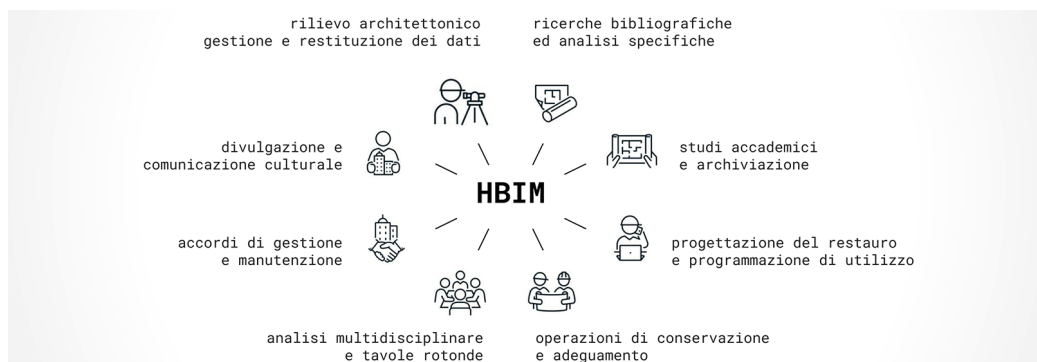 rilievo architettonico
gestione e restituzione dei dati
ricerche bibliografiche
ed analisi specifiche
divulgazione e
comunicazione culturale
studi accademici
e archiviazione
HBIM
accordi di gestione
e manutenzione
progettazione del restauro
e programmazione di utilizzo
analisi multidisciplinare
e tavole rotonde
operazioni di conservazione
e adeguamento